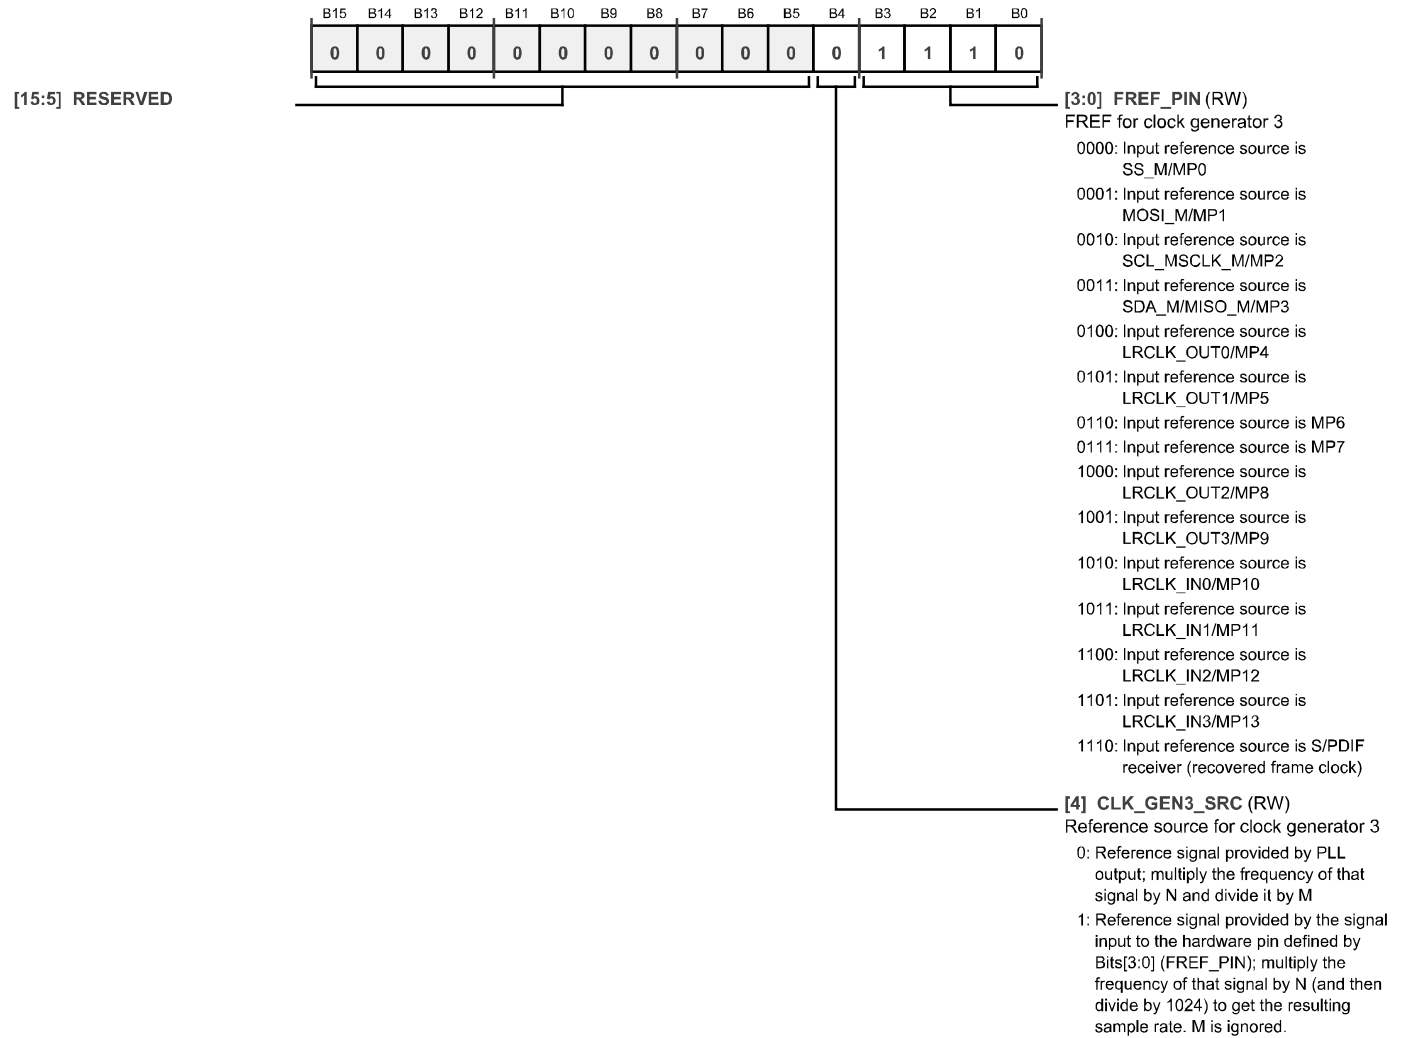 B15 B14 B13 B12 B11 B10 B9 B8 B7 B6 B5 B4 B3 B2 B1 B0
0 0 0 0 0 0 0 0 0 0 0 0 1 1 1 0
[15:5] RESERVED
[3:0] FREF_PIN (RW)
FREF for clock generator 3
0000: Input reference source is
SS_M/MP0
0001: Input reference source is
MOSI_M/MP1
0010: Input reference source is
SCL_MSCLK_M/MP2
0011: Input reference source is
SDA_M/MISO_M/MP3
0100: Input reference source is
LRCLK_OUT0/MP4
0101: Input reference source is
LRCLK_OUT1/MP5
0110: Input reference source is MP6
0111: Input reference source is MP7
1000: Input reference source is
LRCLK_OUT2/MP8
1001: Input reference source is
LRCLK_OUT3/MP9
1010: Input reference source is
LRCLK_IN0/MP10
1011: Input reference source is
LRCLK_IN1/MP11
1100: Input reference source is
LRCLK_IN2/MP12
1101: Input reference source is
LRCLK_IN3/MP13
1110: Input reference source is S/PDIF
receiver (recovered frame clock)
[4] CLK_GEN3_SRC (RW)
Reference source for clock generator 3
0: Reference signal provided by PLL
output; multiply the frequency of that
signal by N and divide it by M
1: Reference signal provided by the signal
input to the hardware pin defined by
Bits[3:0] (FREF_PIN); multiply the
frequency of that signal by N (and then
divide by 1024) to get the resulting
sample rate. M is ignored.